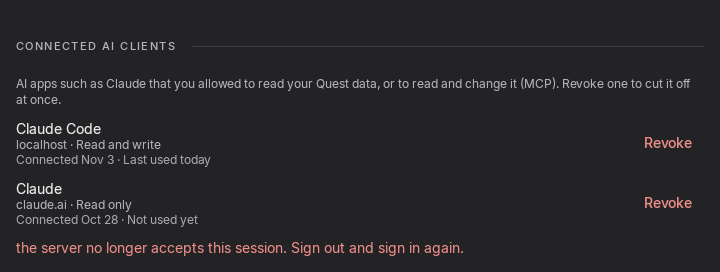 CONNECTED AI CLIENTS
AI apps such as Claude that you allowed to read your Quest data, or to read and change it (MCP). Revoke one to cut it off
at once.
Claude Code
localhost · Read and write
Connected Nov 3 · Last used today
Revoke
Claude
claude.ai · Read only
Connected Oct 28 · Not used yet
Revoke
the server no longer accepts this session. Sign out and sign in again.